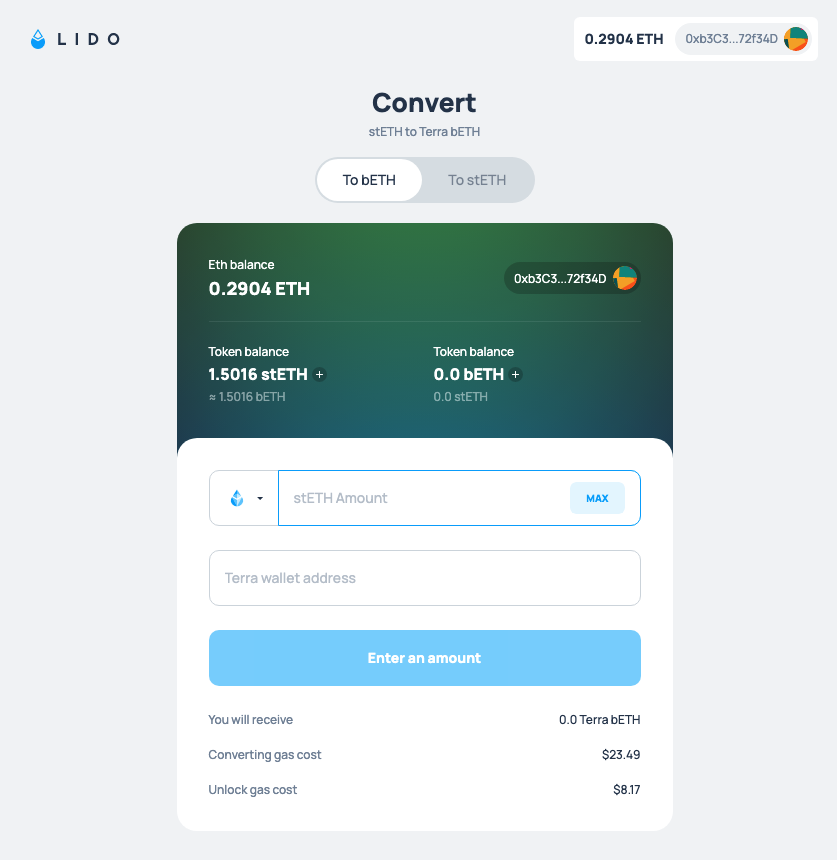 LIDO
0.2904 ETH 0xb3C3...72f34D
Convert
stETH to Terra bETH
To bETH To stETH
Eth balance
0.2904 ETH
0xb3C3...72f34D
Token balance Token balance
1.5016 stETH + 0.0 bETH +
≈ 1.5016 bETH 0.0 stETH
stETH Amount MAX
Terra wallet address
Enter an amount
You will receive 0.0 Terra bETH
Converting gas cost $23.49
Unlock gas cost $8.17